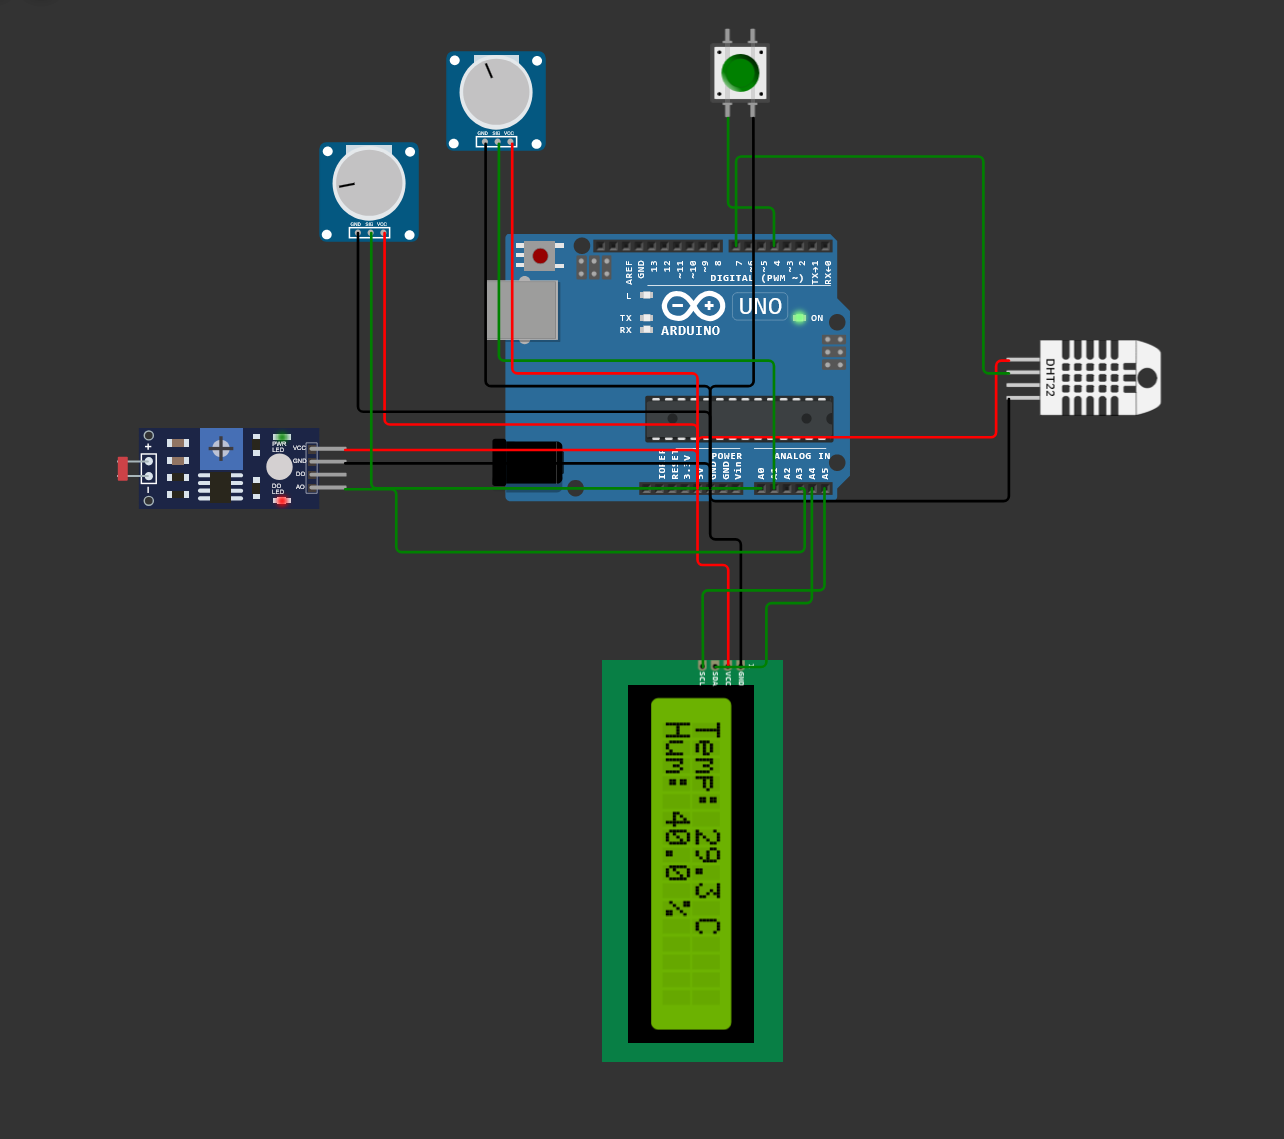 GND SIG VCC
GND SIG VCC
AREF
GND
13
12
~11
~10
~9
8
7
~5
4
~3
2
TX→1
RX←0
DIGITAL (PWM ~)
L
TX
RX
UNO
ARDUINO
ON
DHT22
PWR
LED
VCC
GND
DO
AO
DO
LED
+
IOREF
RESET
3.3V
5V
GND
GND
Vin
POWER
ANALOG IN
A0
A1
A2
A3
A4
A5
SCL
SDA
VCC
GND
1
Temp: 29.3 C
Hum: 40.0 %